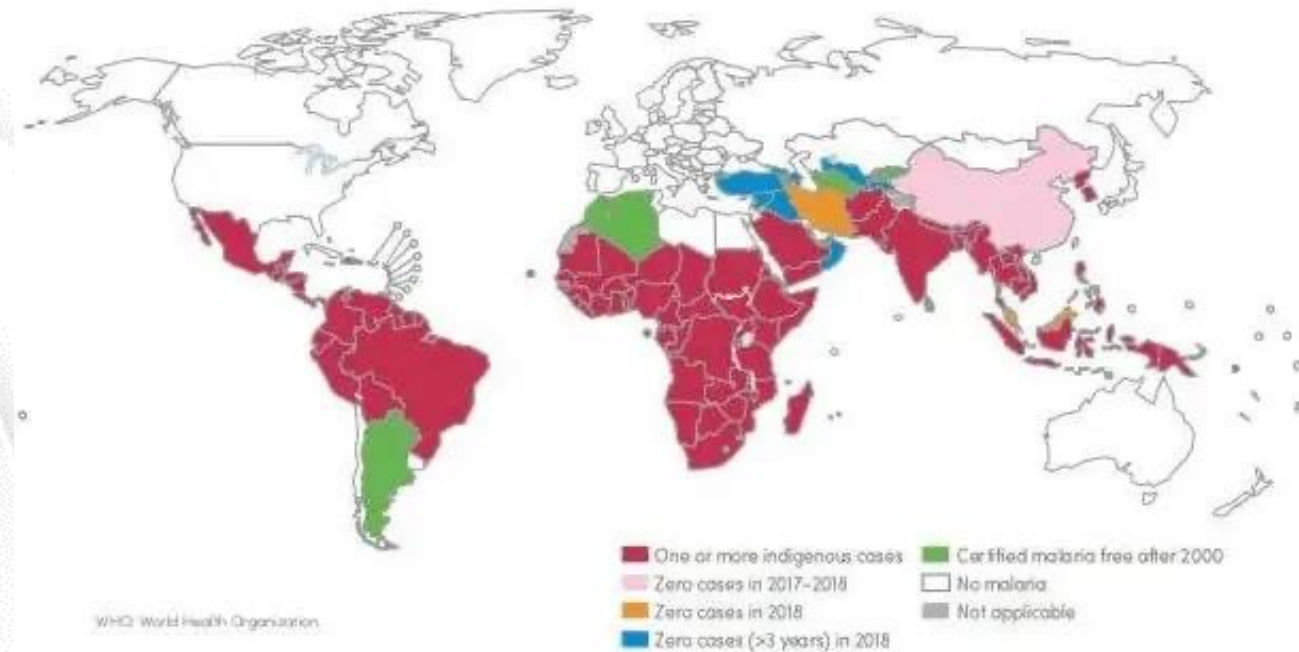 One or more indigenous cases
Zero cases in 2017-2018
Zero cases in 2018
Zero cases (>3 years) in 2018
Certified malaria free after 2000
No malaria
Not applicable
WHO: World Health Organization